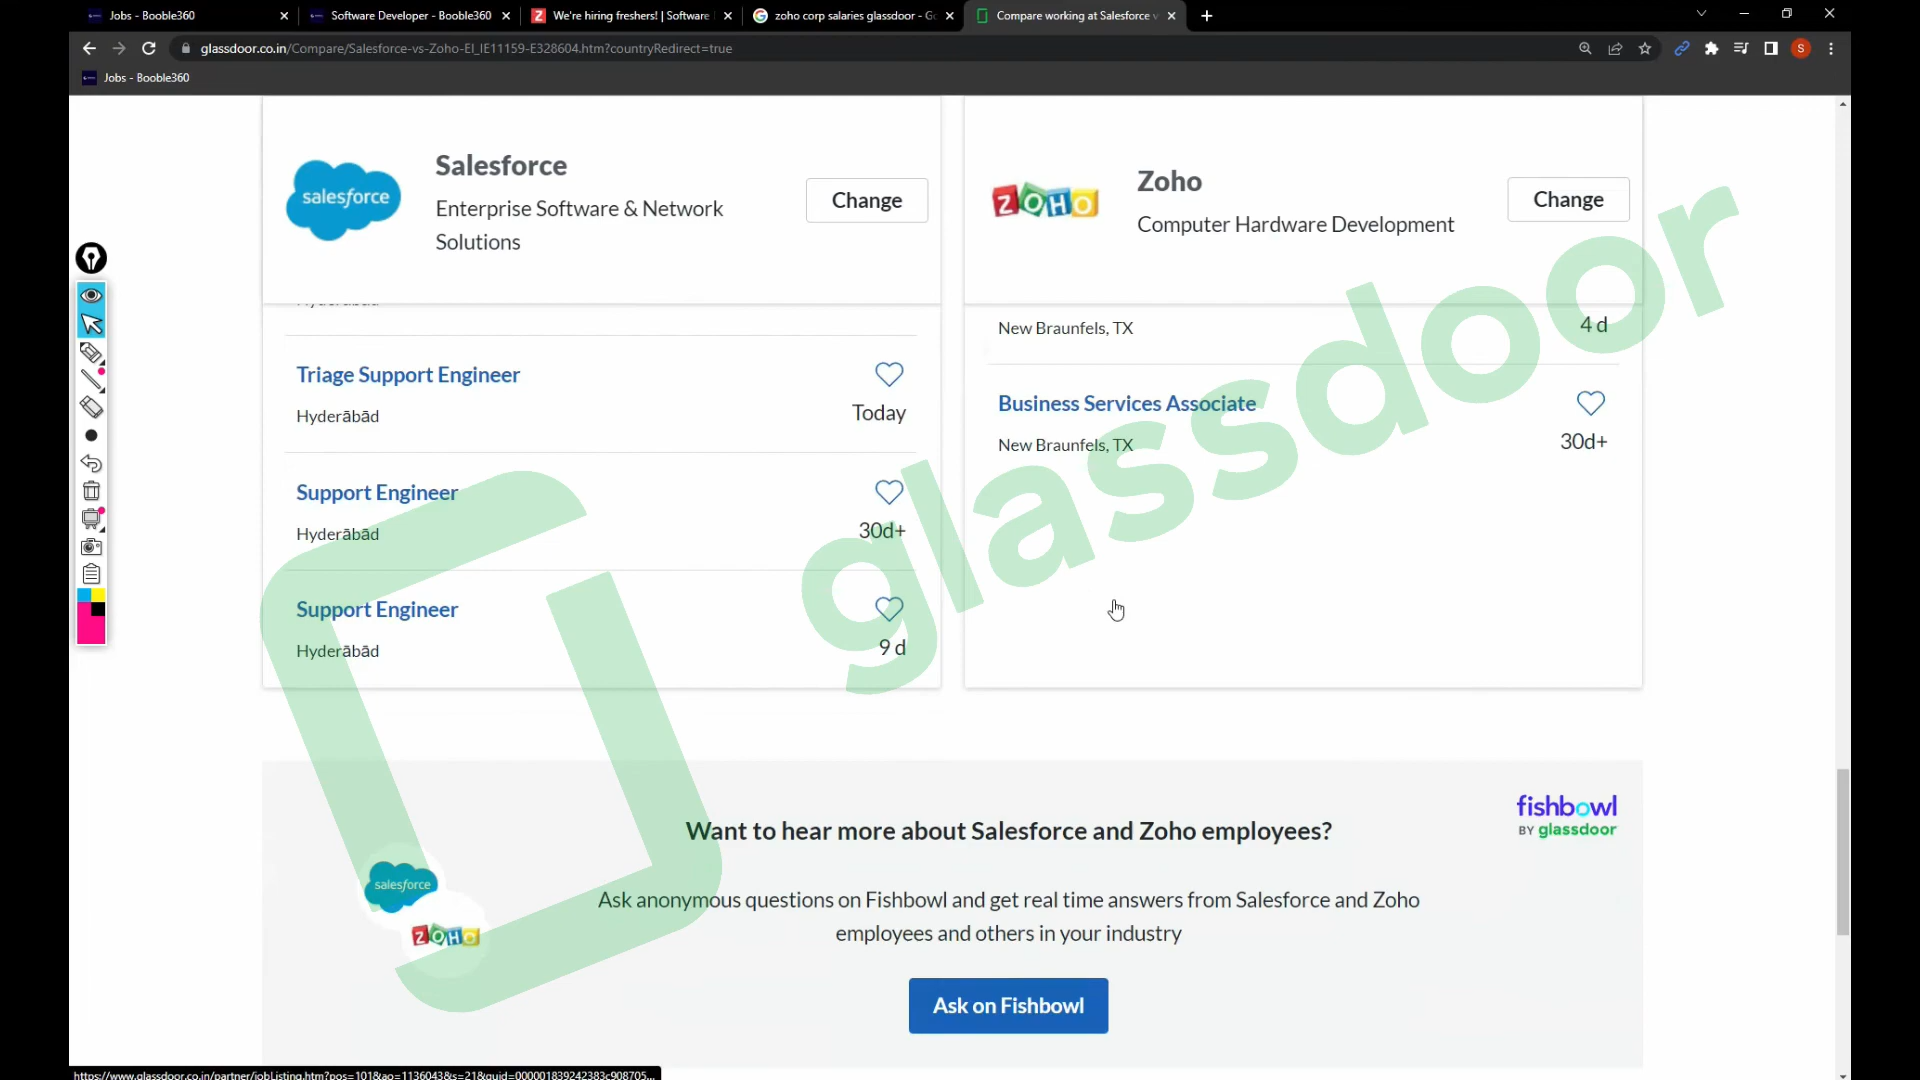 Jobs - Booble360
Software Developer - Booble360
We're hiring freshers! | Software
zoho corp salaries glassdoor - Go
Compare working at Salesforce v
glassdoor.co.in/Compare/Salesforce-vs-Zoho-EI_IE11159-E328604.htm?countryRedirect=true
S
Jobs - Booble360
salesforce
Salesforce
Enterprise Software & Network
Solutions
Change
ZOHO
Zoho
Computer Hardware Development
Change
Triage Support Engineer
Hyderābād
Today
Support Engineer
Hyderābād
30d+
Support Engineer
Hyderābād
9 d
New Braunfels, TX
4 d
Business Services Associate
New Braunfels, TX
30d+
glassdoor
fishbowl
BY glassdoor
Want to hear more about Salesforce and Zoho employees?
salesforce
ZOHO
Ask anonymous questions on Fishbowl and get real time answers from Salesforce and Zoho
employees and others in your industry
Ask on Fishbowl